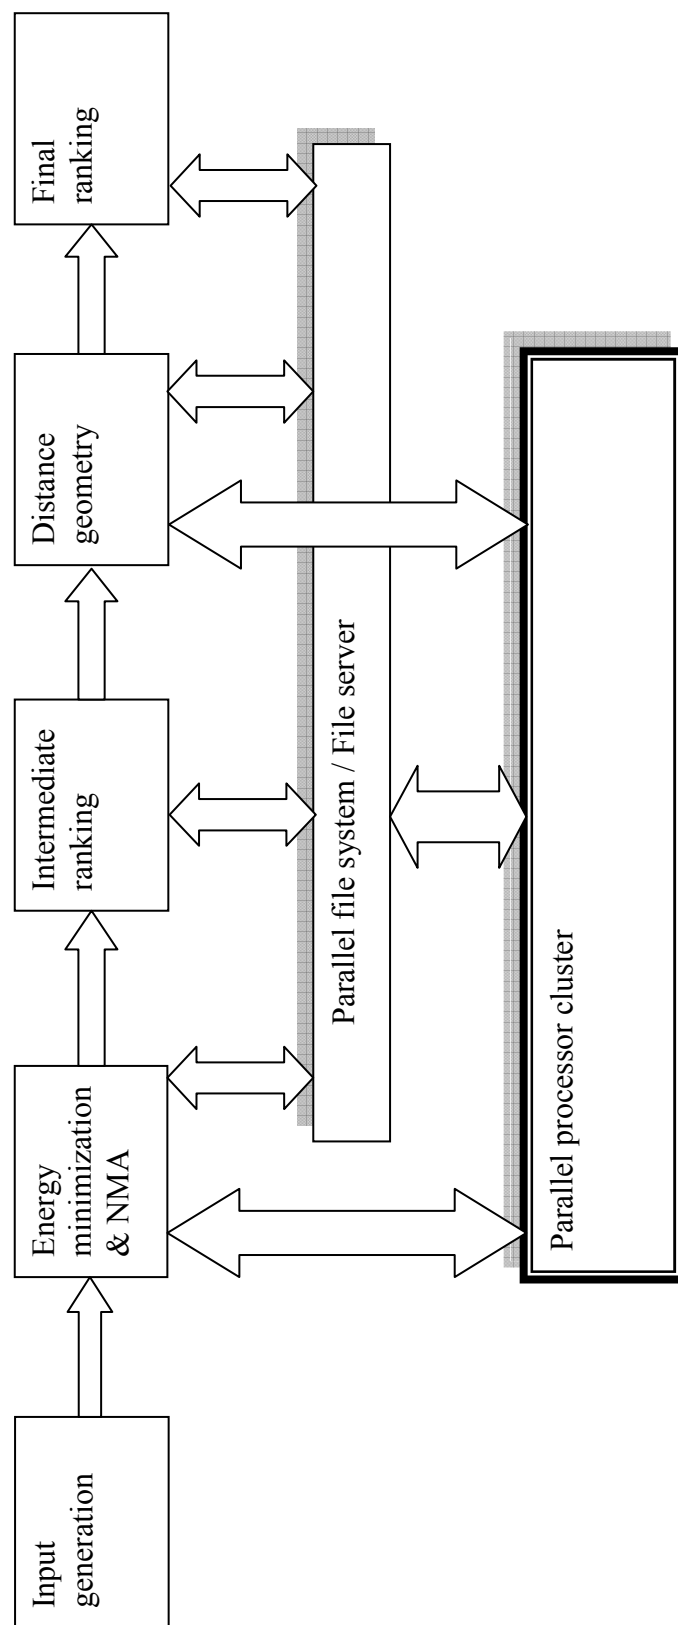 Input
generation
Energy
minimization
& NMA
Intermediate
ranking
Distance
geometry
Final
ranking
Parallel file system / File server
Parallel processor cluster